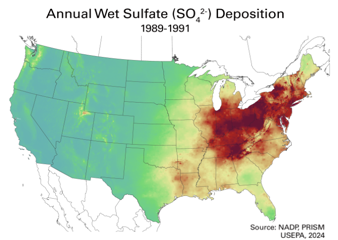 Annual Wet Sulfate (SO₄²⁻) Deposition
1989-1991
Source: NADP, PRISM
USEPA, 2024